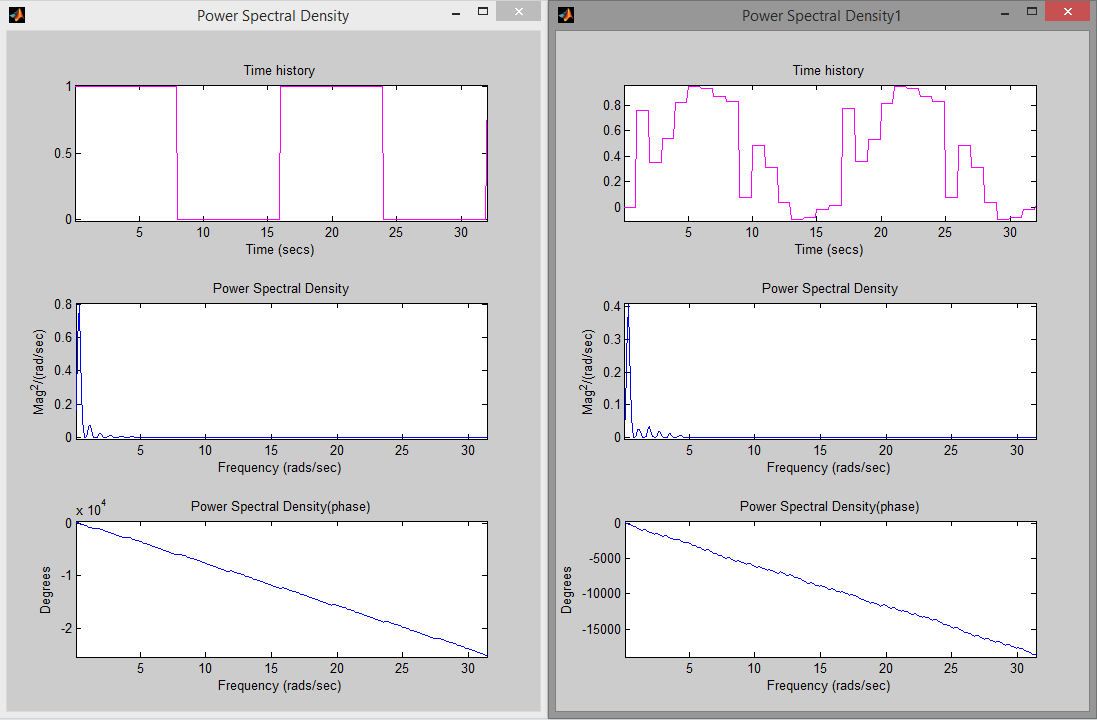 Power Spectral Density
Time history
1
0.5
0
5 10 15 20 25 30
Time (secs)
Power Spectral Density
0.8
0.6
0.4
0.2
0
Mag2/(rad/sec)
5 10 15 20 25 30
Frequency (rads/sec)
Power Spectral Density(phase)
x 10^4
0
-1
-2
Degrees
5 10 15 20 25 30
Frequency (rads/sec)
Power Spectral Density1
Time history
0.8
0.6
0.4
0.2
0
5 10 15 20 25 30
Time (secs)
Power Spectral Density
0.4
0.3
0.2
0.1
0
Mag2/(rad/sec)
5 10 15 20 25 30
Frequency (rads/sec)
Power Spectral Density(phase)
0
-5000
-10000
-15000
Degrees
5 10 15 20 25 30
Frequency (rads/sec)